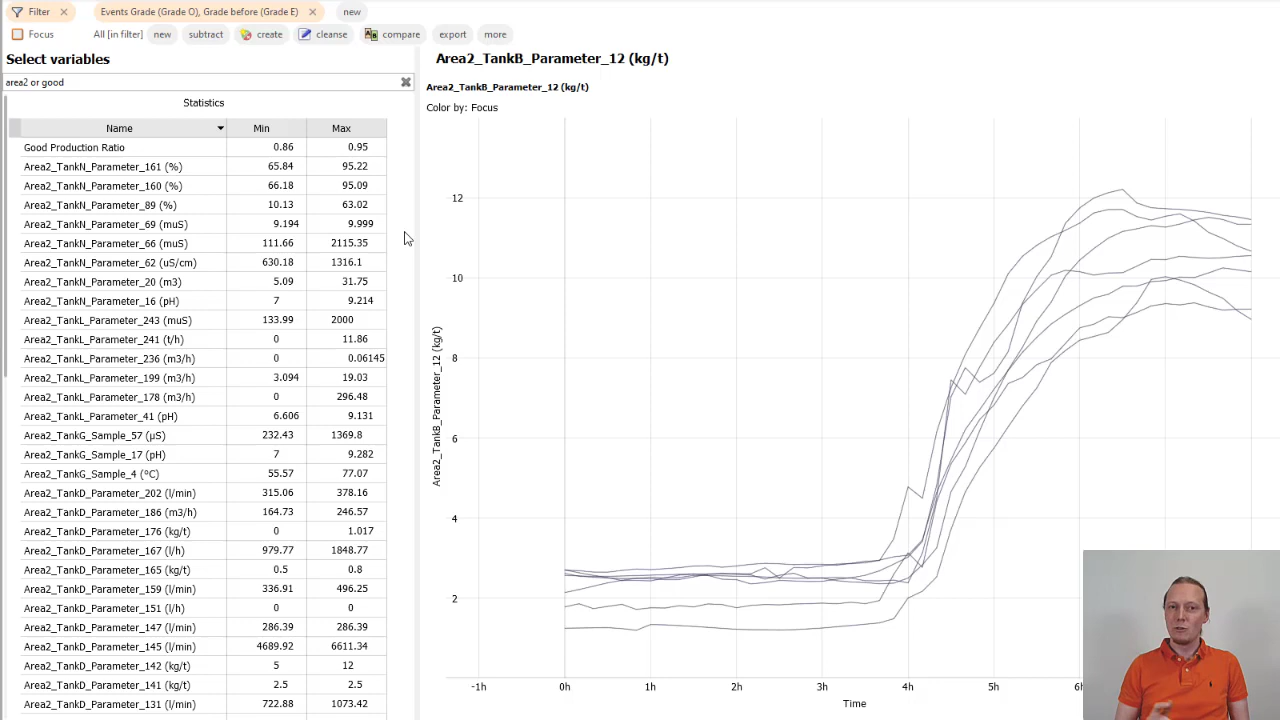 Filter Events Grade (Grade O), Grade before (Grade E) new
Focus All [in filter] new subtract create cleanse compare export more
Select variables
area2 or good
Statistics
Name Min Max
Good Production Ratio 0.86 0.95
Area2_TankN_Parameter_161 (%) 65.84 95.22
Area2_TankN_Parameter_160 (%) 66.18 95.09
Area2_TankN_Parameter_89 (%) 10.13 63.02
Area2_TankN_Parameter_69 (muS) 9.194 9.999
Area2_TankN_Parameter_66 (muS) 111.66 2115.35
Area2_TankN_Parameter_62 (uS/cm) 630.18 1316.1
Area2_TankN_Parameter_20 (m3) 5.09 31.75
Area2_TankN_Parameter_16 (pH) 7 9.214
Area2_TankL_Parameter_243 (muS) 133.99 2000
Area2_TankL_Parameter_241 (t/h) 0 11.86
Area2_TankL_Parameter_236 (m3/h) 0 0.06145
Area2_TankL_Parameter_199 (m3/h) 3.094 19.03
Area2_TankL_Parameter_178 (m3/h) 0 296.48
Area2_TankL_Parameter_41 (pH) 6.606 9.131
Area2_TankG_Sample_57 (µS) 232.43 1369.8
Area2_TankG_Sample_17 (pH) 7 9.282
Area2_TankG_Sample_4 (°C) 55.57 77.07
Area2_TankD_Parameter_202 (l/min) 315.06 378.16
Area2_TankD_Parameter_186 (m3/h) 164.73 246.57
Area2_TankD_Parameter_176 (kg/t) 0 1.017
Area2_TankD_Parameter_167 (l/h) 979.77 1848.77
Area2_TankD_Parameter_165 (kg/t) 0.5 0.8
Area2_TankD_Parameter_159 (l/min) 336.91 496.25
Area2_TankD_Parameter_151 (l/h) 0 0
Area2_TankD_Parameter_147 (l/min) 286.39 286.39
Area2_TankD_Parameter_145 (l/min) 4689.92 6611.34
Area2_TankD_Parameter_142 (kg/t) 5 12
Area2_TankD_Parameter_141 (kg/t) 2.5 2.5
Area2_TankD_Parameter_131 (l/min) 722.88 1073.42
Area2_TankB_Parameter_12 (kg/t)
Area2_TankB_Parameter_12 (kg/t)
Color by: Focus
Area2_TankB_Parameter_12 (kg/t)
12
10
8
6
4
2
-1h 0h 1h 2h 3h 4h 5h
Time